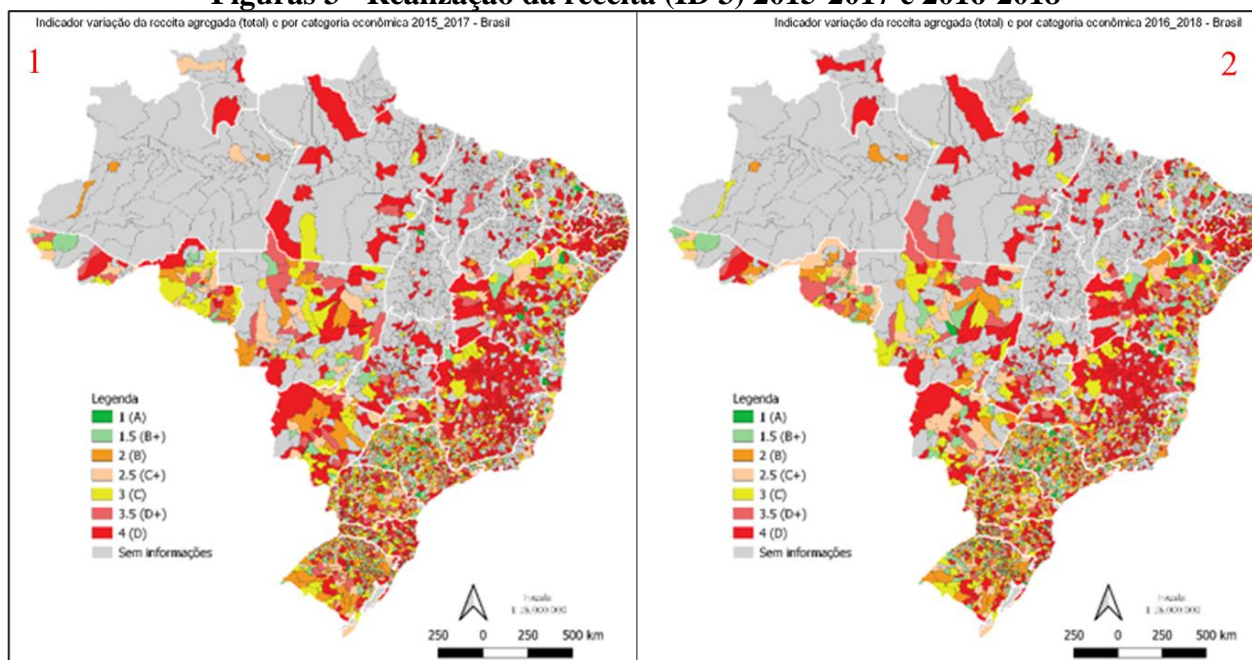 Figuras 3 - Realização da receita (ID 3) 2015-2017 e 2016-2018
Indicador variação da receita agregada (total) e por categoria econômica 2015_2017 - Brasil
1
Legenda
1 (A)
1.5 (B+)
2 (B)
2.5 (C+)
3 (C)
3.5 (D+)
4 (D)
Sem informações
250 0 250 500 km
Indicador variação da receita agregada (total) e por categoria econômica 2016_2018 - Brasil
2
Legenda
1 (A)
1.5 (B+)
2 (B)
2.5 (C+)
3 (C)
3.5 (D+)
4 (D)
Sem informações
250 0 250 500 km